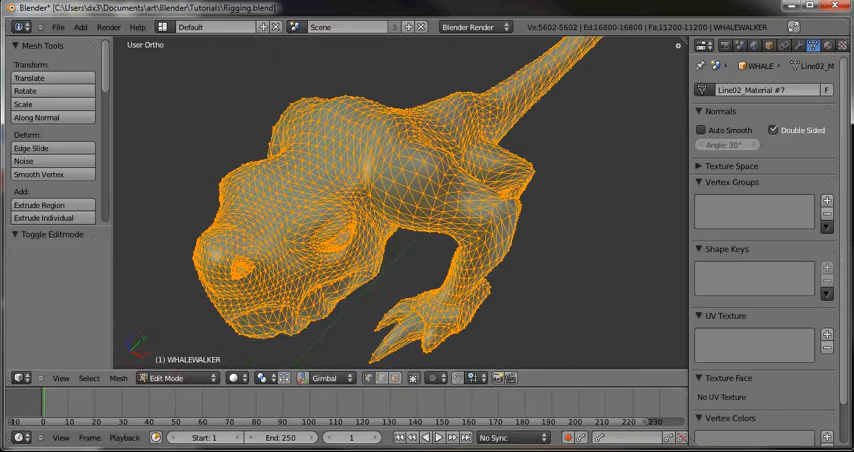 Blender* [C:\Users\dx3\Documents\art\Blender\Tutorials\Rigging.blend]
File Add Render Help Default Scene 3 Blender Render Ve:5602-5602 | Ed:16800-16800 | Fa:11200-11200 | WHALEWALKER
Mesh Tools
Transform:
Translate
Rotate
Scale
Along Normal
Deform:
Edge Slide
Noise
Smooth Vertex
Add:
Extrude Region
Extrude Individual
Toggle Editmode
User Ortho
(1) WHALEWALKER
WHALE Line02_M
Line02_Material #7 F
Normals
Auto Smooth Double Sided
Angle: 30°
Texture Space
Vertex Groups
Shape Keys
UV Texture
Texture Face
No UV Texture
Vertex Colors
View Select Mesh Edit Mode Gimbal
-10 0 10 20 30 40 50 60 70 80 90 100 110 120 130 140 150 160 170 180 190 200 210 220 230
View Frame Playback Start: 1 End: 250 1 No Sync